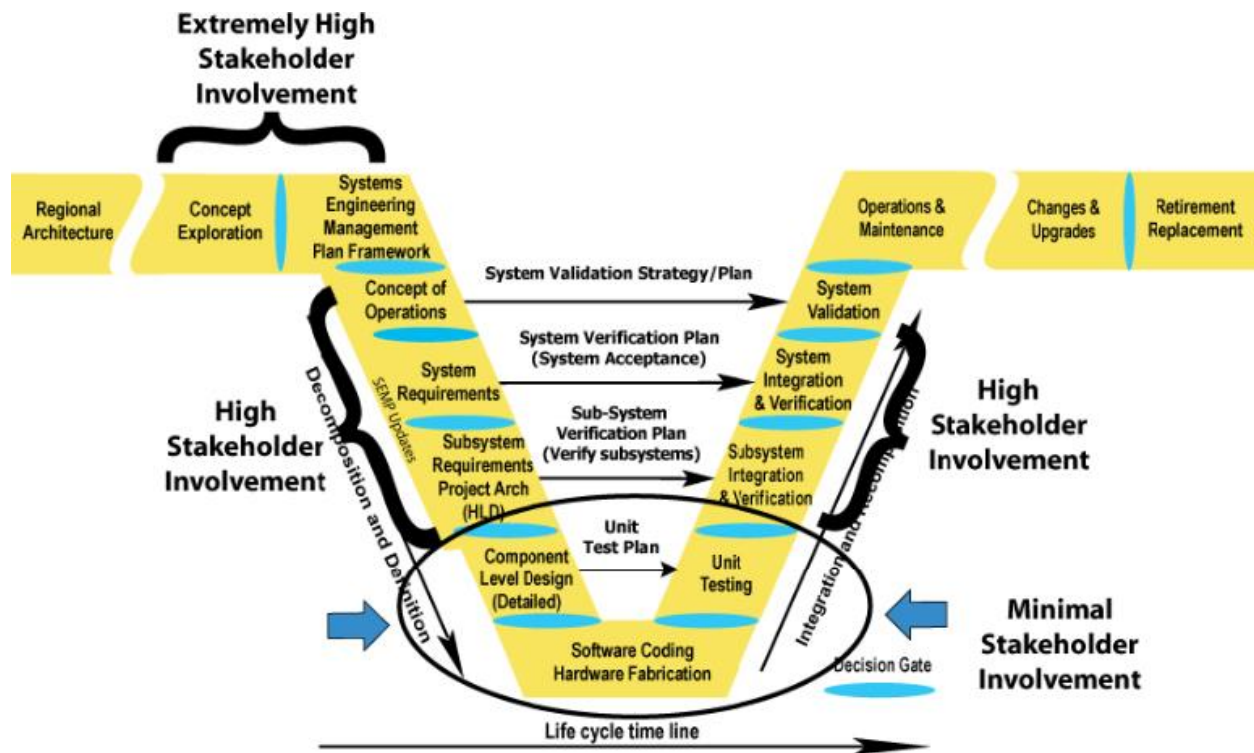 Extremely High
Stakeholder
Involvement
Regional
Architecture
Concept
Exploration
Systems
Engineering
Management
Plan Framework
Operations &
Maintenance
Changes &
Upgrades
Retirement
Replacement
Concept of
Operations
System Validation Strategy/Plan
System
Validation
System Verification Plan
(System Acceptance)
System
Requirements
System
Integration
& Verification
High
Stakeholder
Involvement
Decomposition and Definition
SEMP Updates
Sub-System
Verification Plan
(Verify subsystems)
Subsystem
Requirements
Project Arch
(HLD)
Subsystem
Integration
& Verification
Integration and Recomposition
High
Stakeholder
Involvement
Component
Level Design
(Detailed)
Unit
Test Plan
Unit
Testing
Software Coding
Hardware Fabrication
Minimal
Stakeholder
Involvement
Decision Gate
Life cycle time line